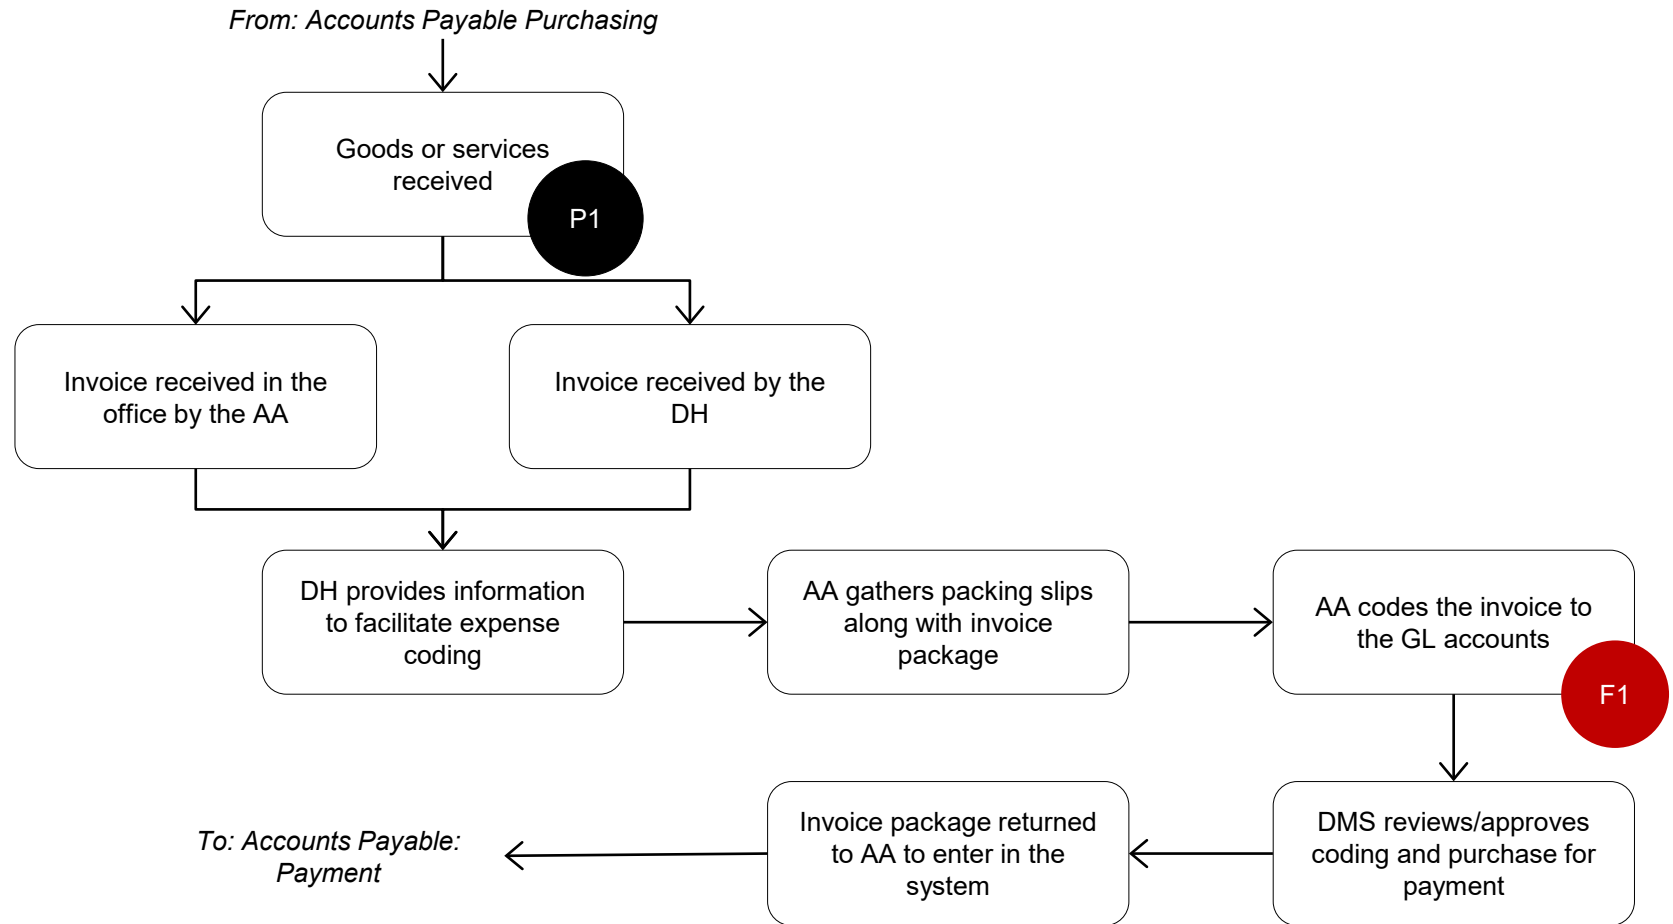 From: Accounts Payable Purchasing
Goods or services
received
P1
Invoice received in the
office by the AA
Invoice received by the
DH
DH provides information
to facilitate expense
coding
AA gathers packing slips
along with invoice
package
AA codes the invoice to
the GL accounts
F1
To: Accounts Payable:
Payment
Invoice package returned
to AA to enter in the
system
DMS reviews/approves
coding and purchase for
payment